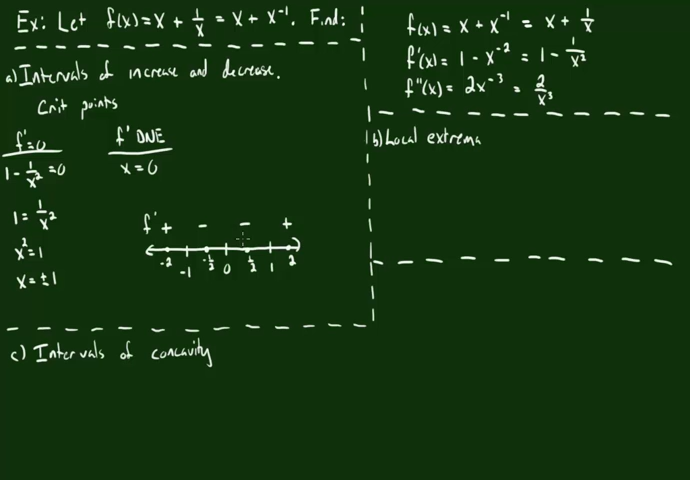 Ex: Let f(x) = x + 1/x = x + x⁻¹. Find:
a) Intervals of increase and decrease.
Crit points
f'=0
1 - 1/x² = 0
1 = 1/x²
x² = 1
x = ±1
f' DNE
x = 0
f' + - - +
-2 -1 -1/2 0 1/2 1 2
f(x) = x + x⁻¹ = x + 1/x
f'(x) = 1 - x⁻² = 1 - 1/x²
f''(x) = 2x⁻³ = 2/x³
b) Local extrema
c) Intervals of concavity